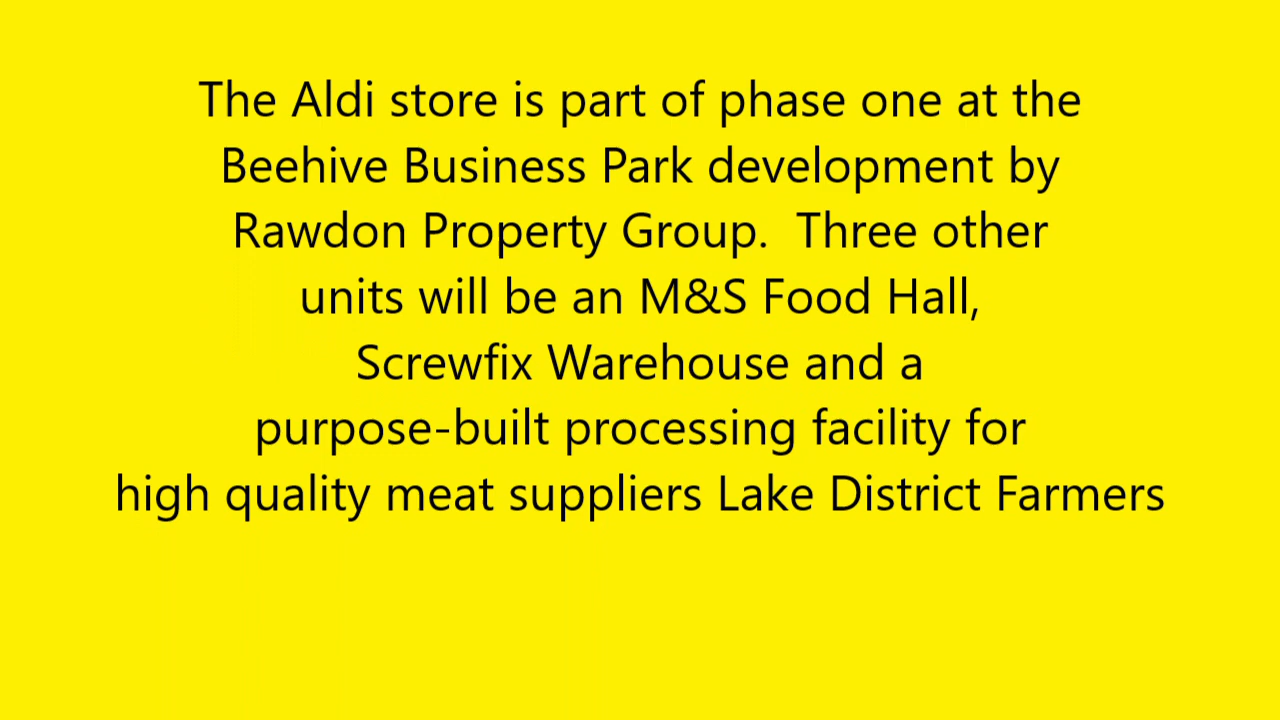 The Aldi store is part of phase one at the
Beehive Business Park development by
Rawdon Property Group.  Three other
units will be an M&S Food Hall,
Screwfix Warehouse and a
purpose-built processing facility for
high quality meat suppliers Lake District Farmers